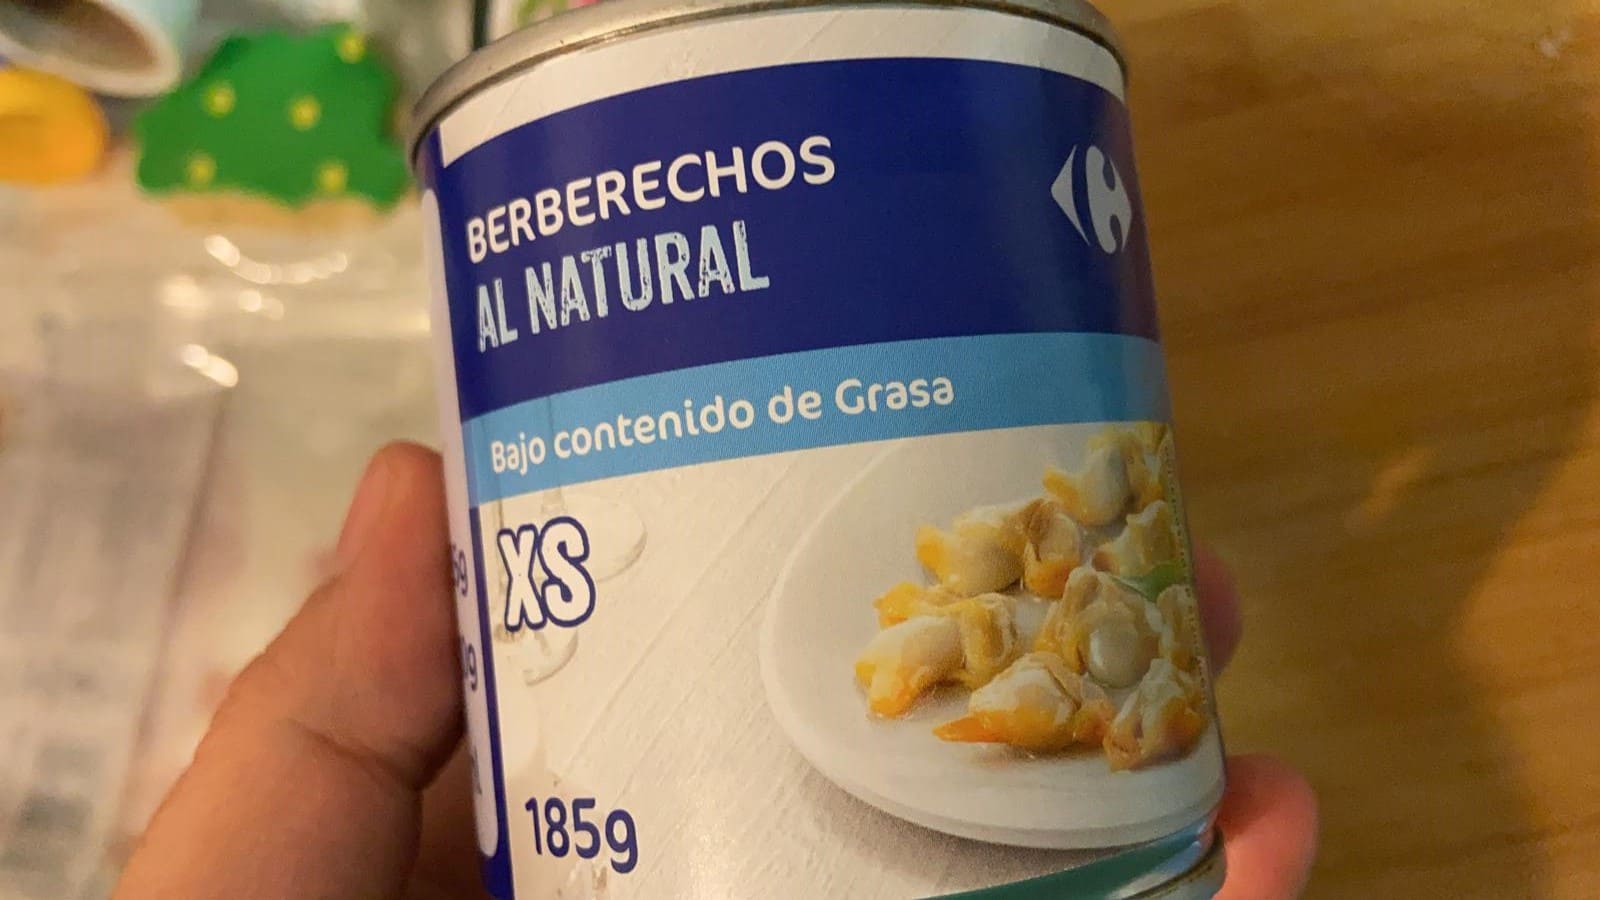 BERBERECHOS
AL NATURAL
Bajo contenido de Grasa
XS
185g